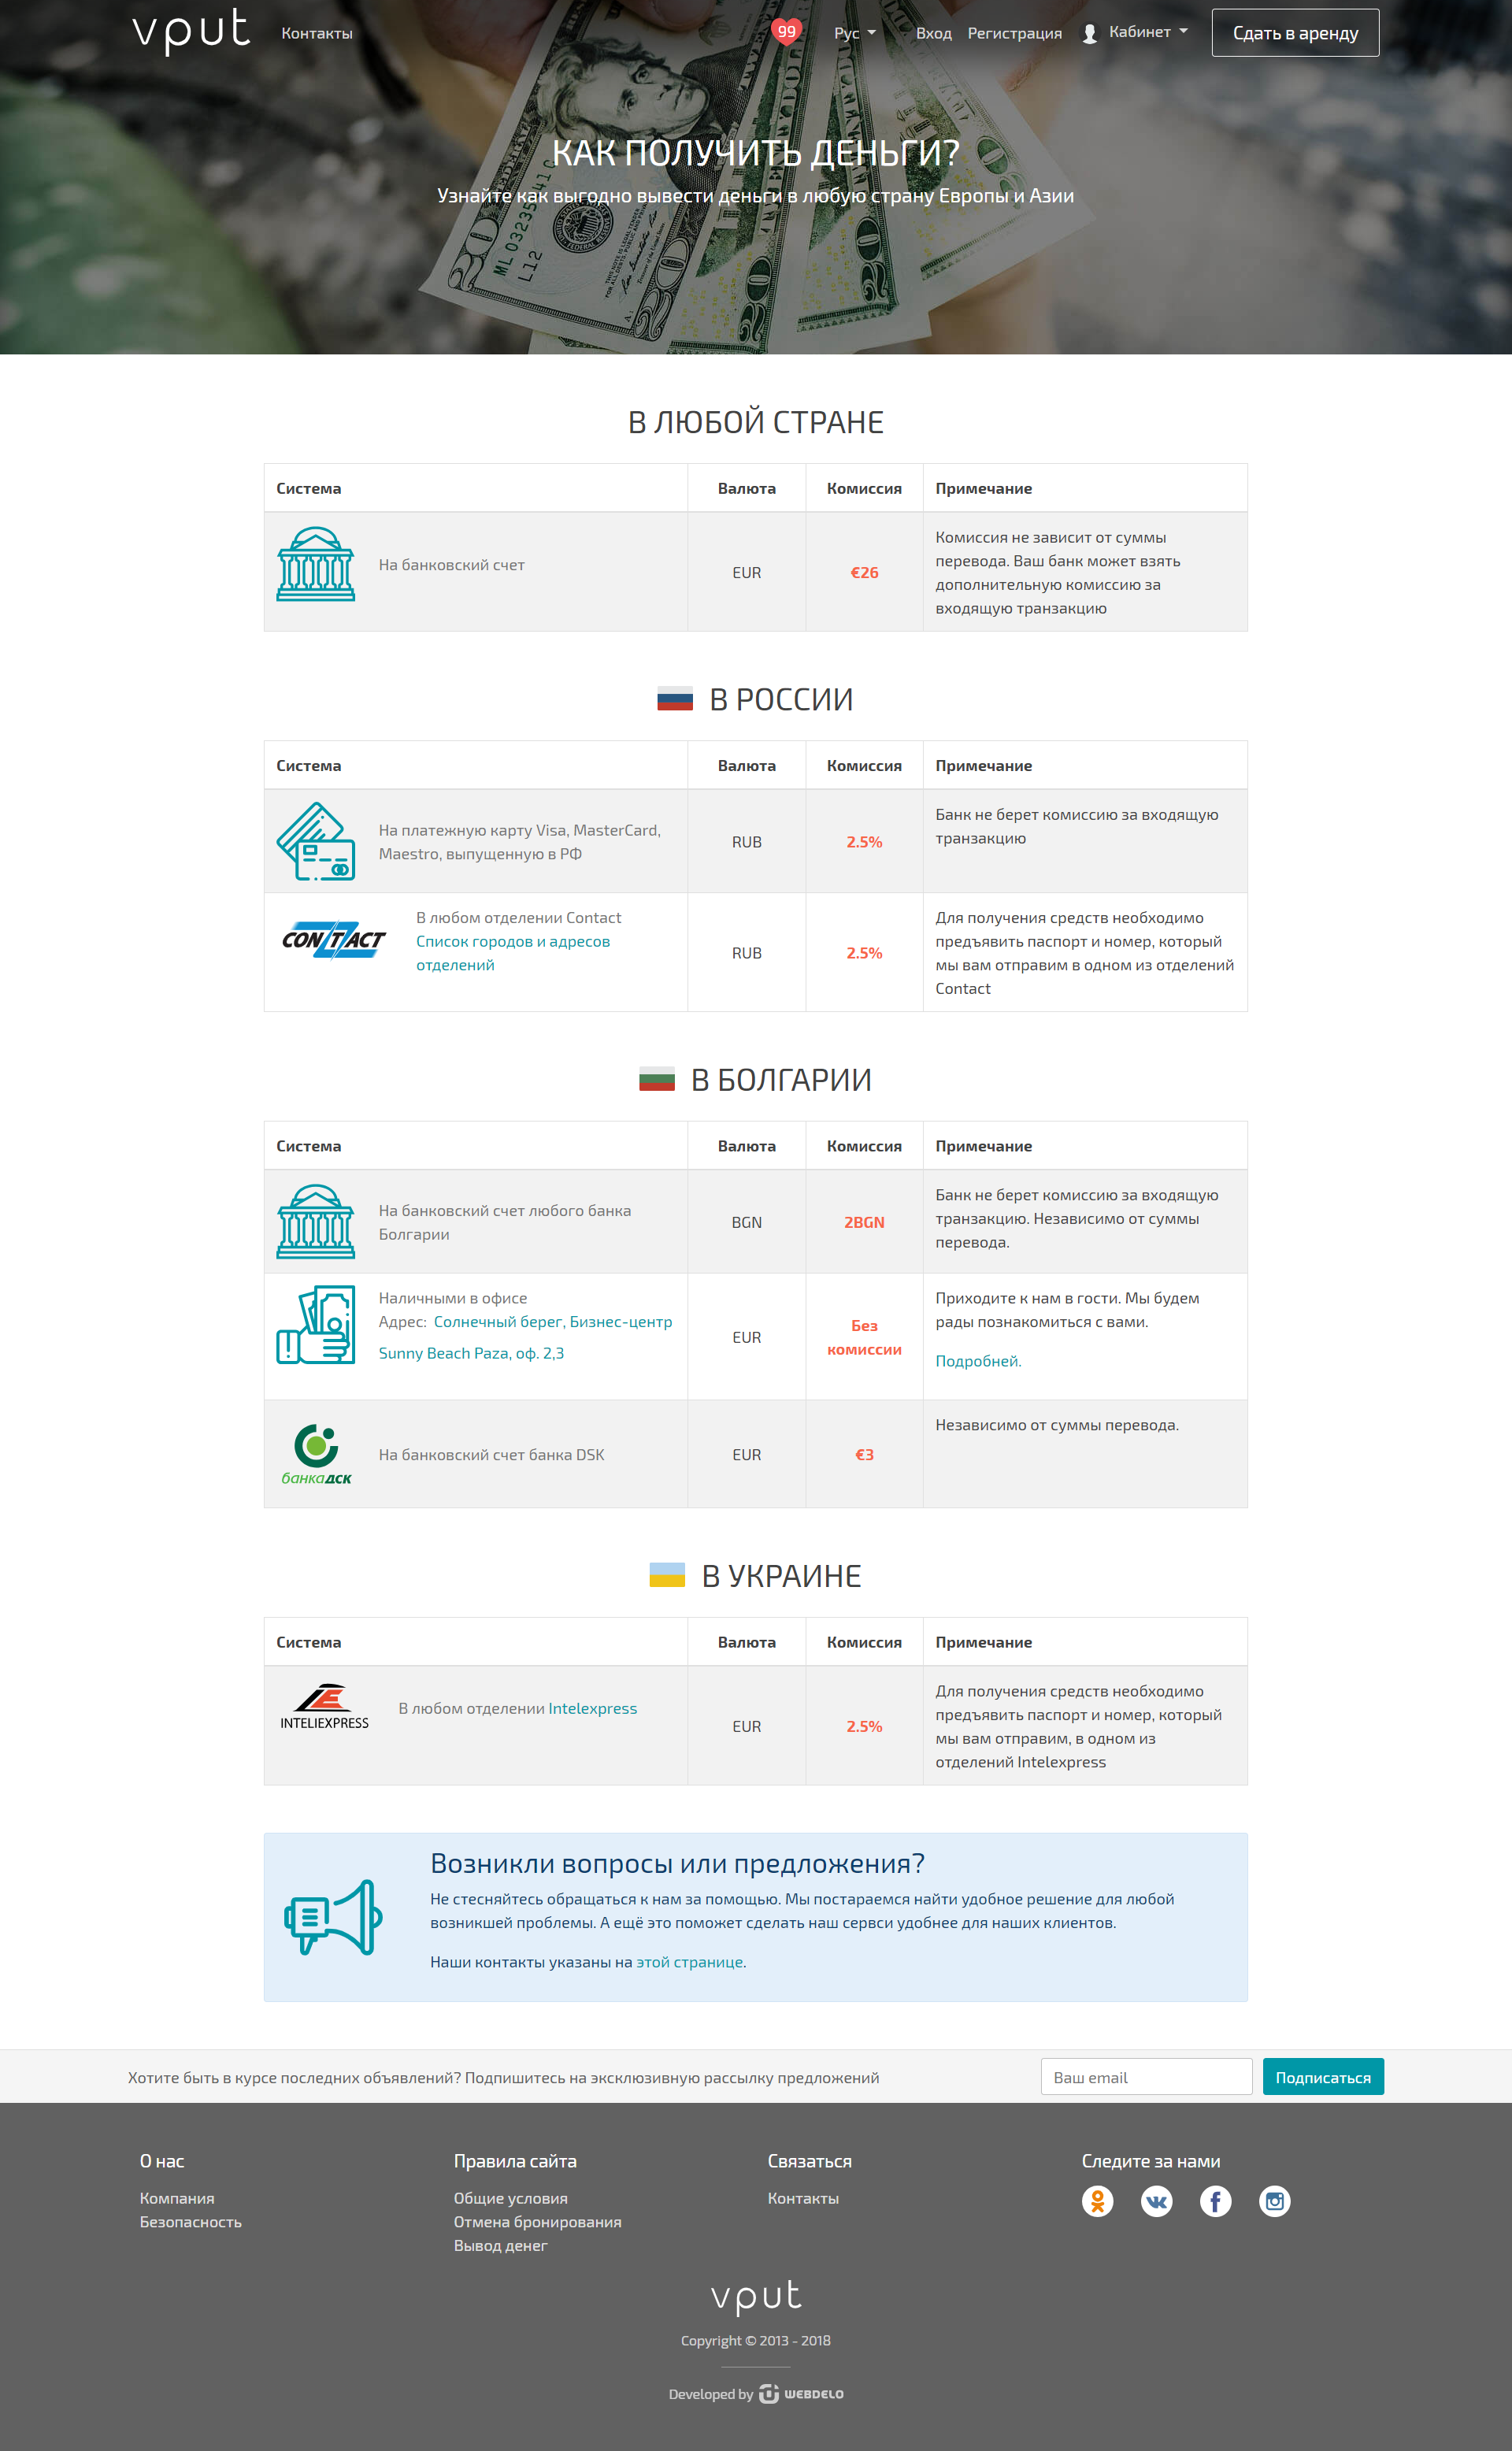 vput
Контакты
99
Рус
Вход
Регистрация
Кабинет
Сдать в аренду
КАК ПОЛУЧИТЬ ДЕНЬГИ?
Узнайте как выгодно вывести деньги в любую страну Европы и Азии
В ЛЮБОЙ СТРАНЕ
Система
Валюта
Комиссия
Примечание
На банковский счет
EUR
€26
Комиссия не зависит от суммы
перевода. Ваш банк может взять
дополнительную комиссию за
входящую транзакцию
В РОССИИ
Система
Валюта
Комиссия
Примечание
На платежную карту Visa, MasterCard,
Maestro, выпущенную в РФ
RUB
2.5%
Банк не берет комиссию за входящую
транзакцию
CONTACT
В любом отделении Contact
Список городов и адресов
отделений
RUB
2.5%
Для получения средств необходимо
предъявить паспорт и номер, который
мы вам отправим в одном из отделений
Contact
В БОЛГАРИИ
Система
Валюта
Комиссия
Примечание
На банковский счет любого банка
Болгарии
BGN
2BGN
Банк не берет комиссию за входящую
транзакцию. Независимо от суммы
перевода.
Наличными в офисе
Адрес: Солнечный берег, Бизнес-центр
Sunny Beach Paza, оф. 2,3
EUR
Без
комиссии
Приходите к нам в гости. Мы будем
рады познакомиться с вами.
Подробней.
банкаДСК
На банковский счет банка DSK
EUR
€3
Независимо от суммы перевода.
В УКРАИНЕ
Система
Валюта
Комиссия
Примечание
INTELIEXPRESS
В любом отделении Intelexpress
EUR
2.5%
Для получения средств необходимо
предъявить паспорт и номер, который
мы вам отправим, в одном из
отделений Intelexpress
Возникли вопросы или предложения?
Не стесняйтесь обращаться к нам за помощью. Мы постараемся найти удобное решение для любой
возникшей проблемы. А ещё это поможет сделать наш сервси удобнее для наших клиентов.
Наши контакты указаны на этой странице.
Хотите быть в курсе последних объявлений? Подпишитесь на эксклюзивную рассылку предложений
Ваш email
Подписаться
О нас
Компания
Безопасность
Правила сайта
Общие условия
Отмена бронирования
Вывод денег
Связаться
Контакты
Следите за нами
vput
Copyright © 2013 - 2018
Developed by WEBDELO